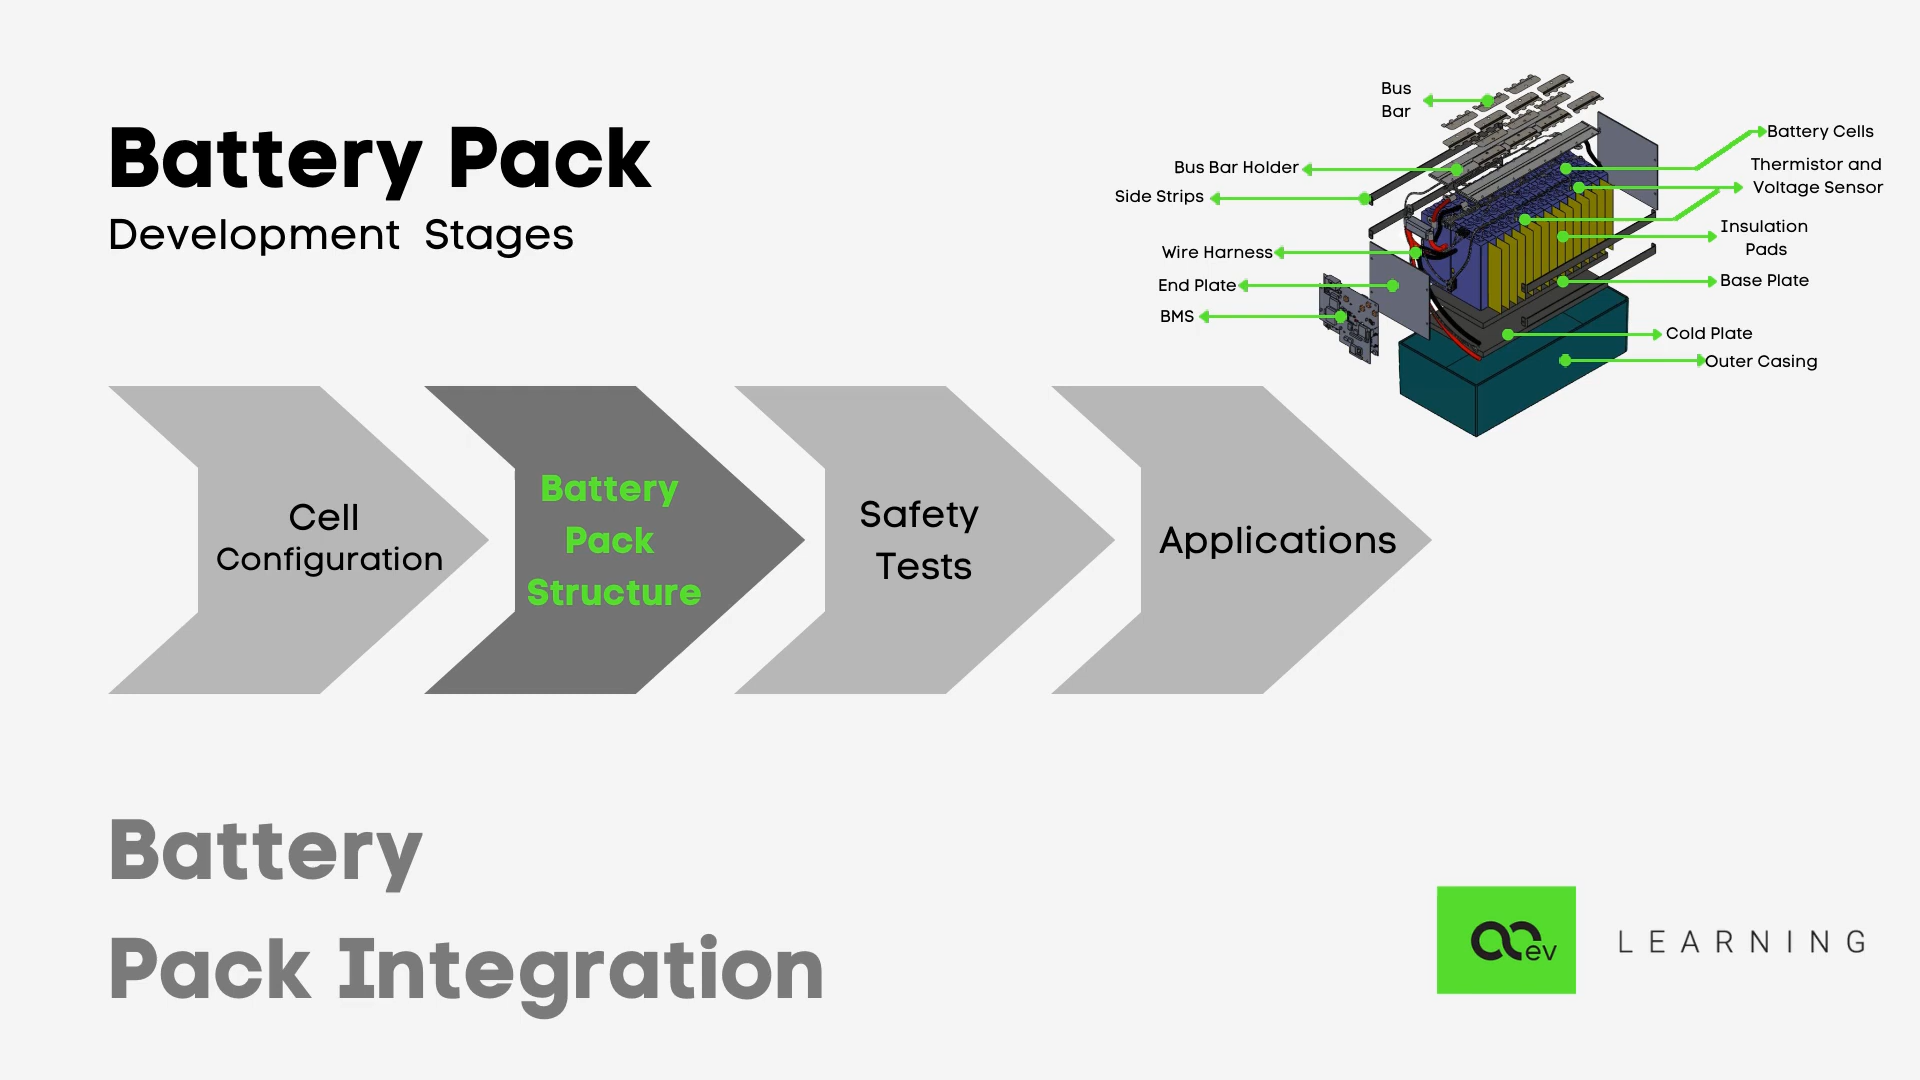 Battery Pack
Development Stages
Bus
Bar
Bus Bar Holder
Side Strips
Wire Harness
End Plate
BMS
Battery Cells
Thermistor and
Voltage Sensor
Insulation
Pads
Base Plate
Cold Plate
Outer Casing
Cell
Configuration
Battery
Pack
Structure
Safety
Tests
Applications
Battery
Pack Integration
ev
LEARNING